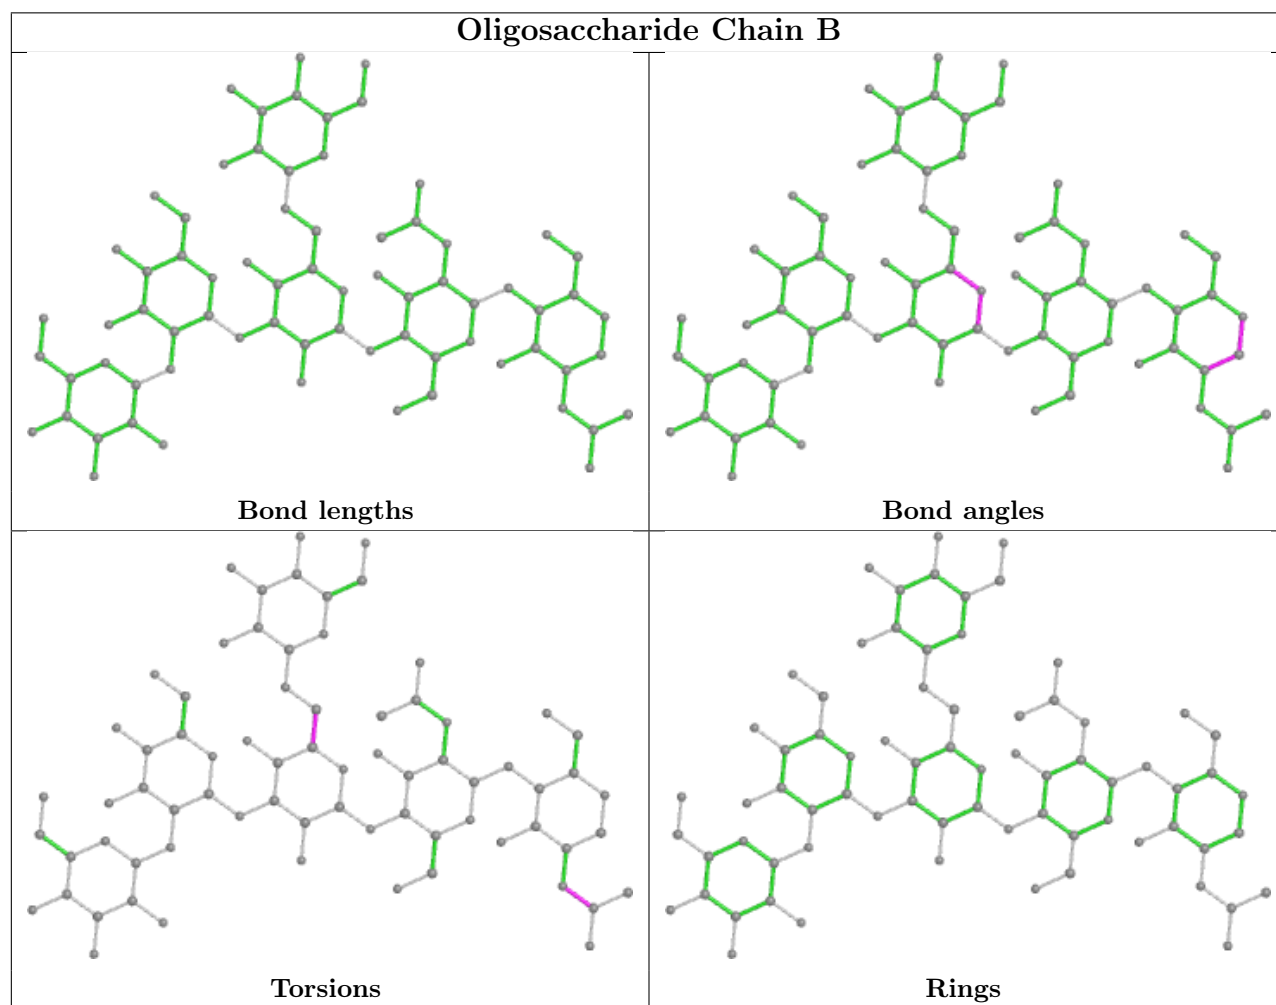 Oligosaccharide Chain B
Bond lengths
Bond angles
Torsions
Rings